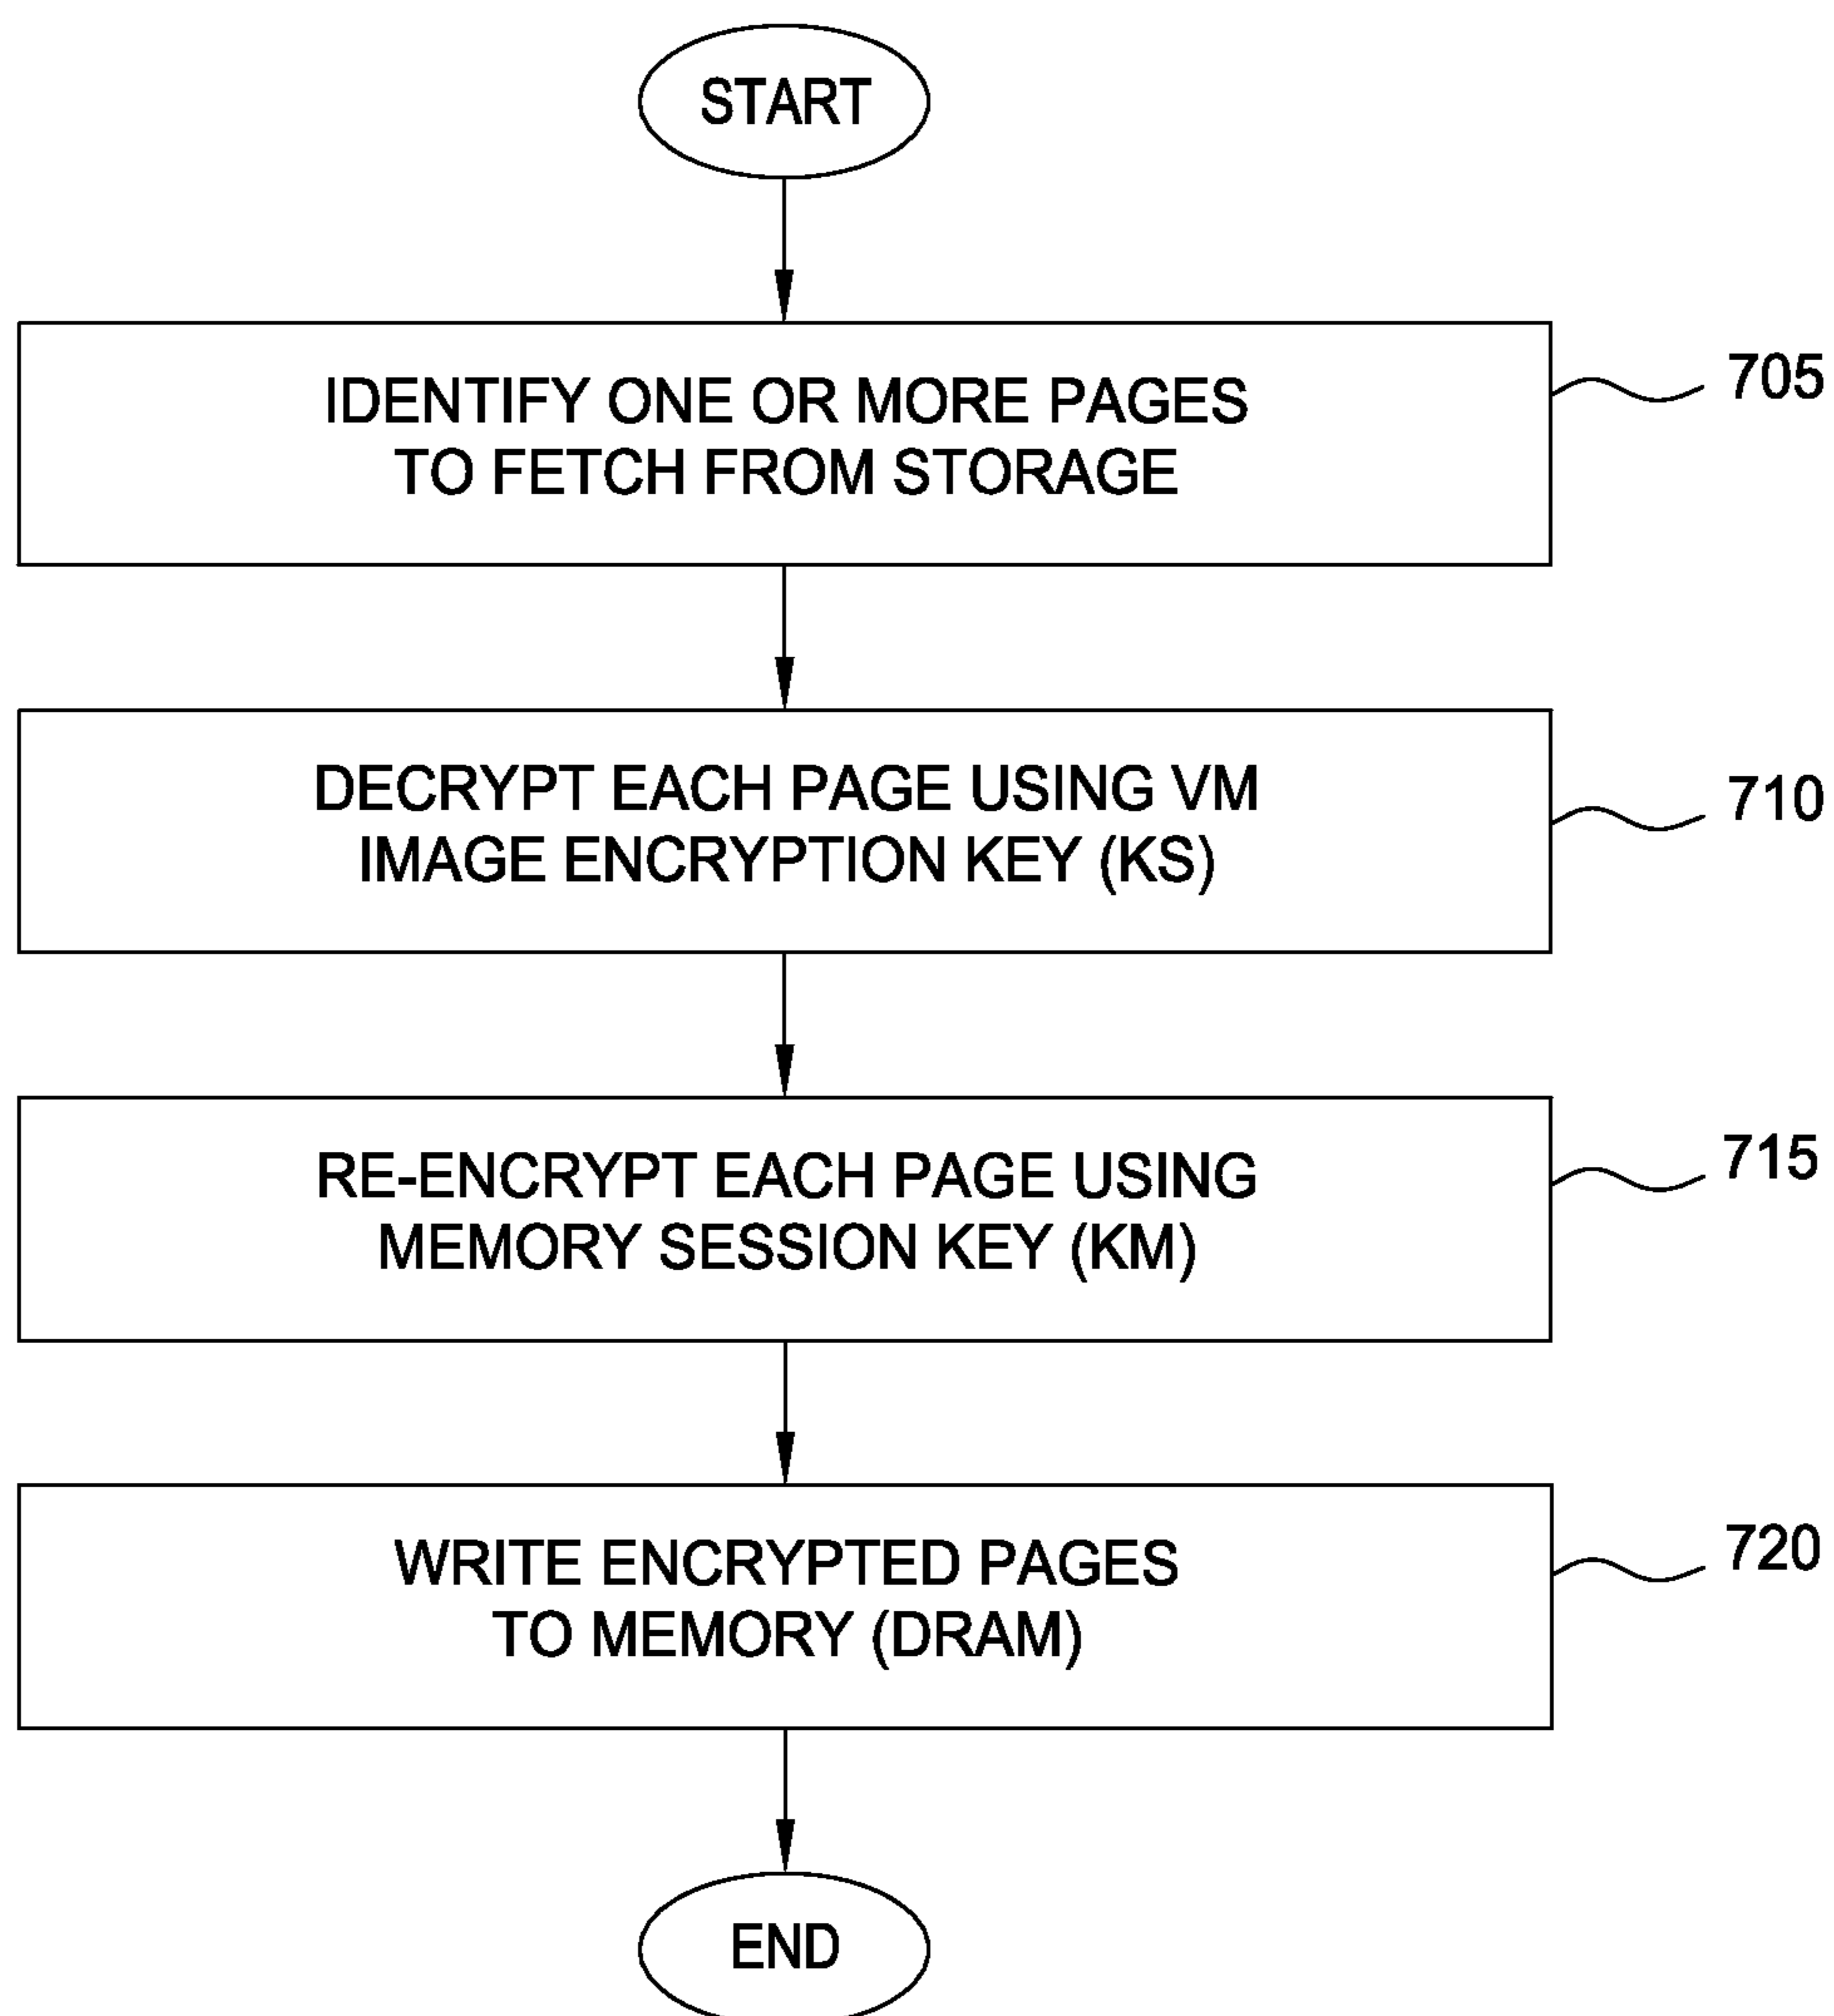 START
IDENTIFY ONE OR MORE PAGES
TO FETCH FROM STORAGE
705
DECRYPT EACH PAGE USING VM
IMAGE ENCRYPTION KEY (KS)
710
RE-ENCRYPT EACH PAGE USING
MEMORY SESSION KEY (KM)
715
WRITE ENCRYPTED PAGES
TO MEMORY (DRAM)
720
END